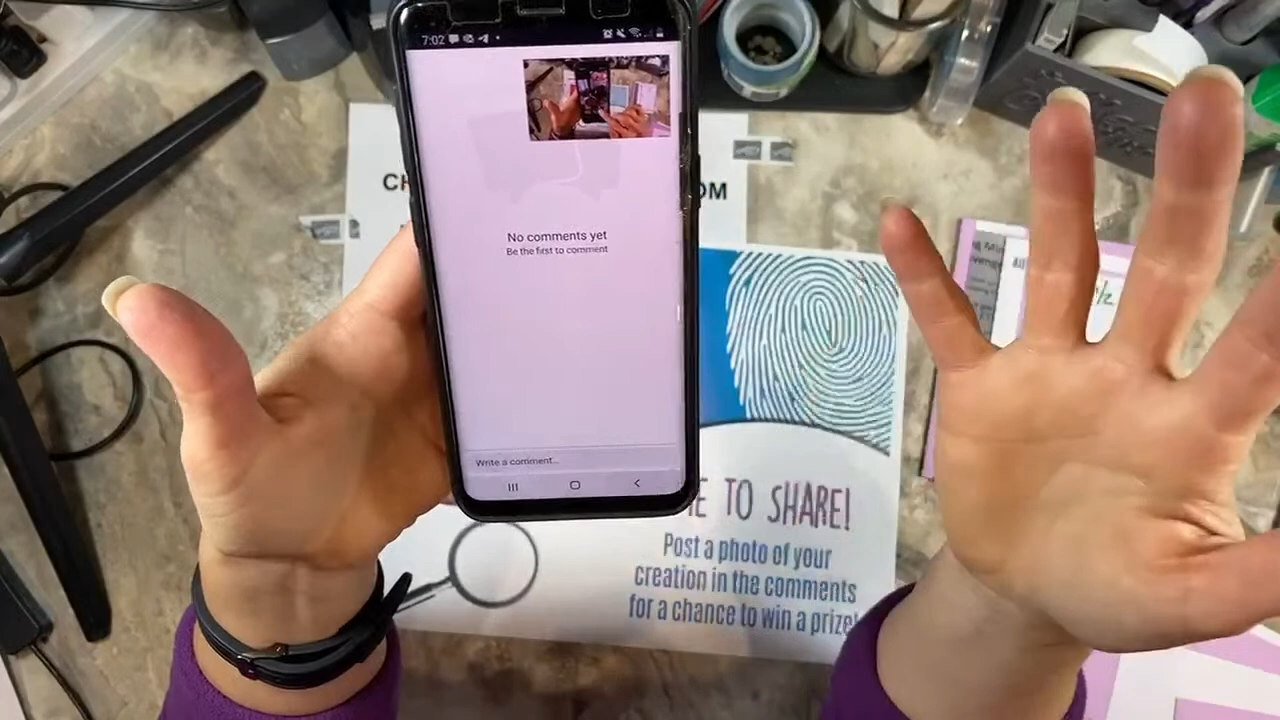 7:02
No comments yet
Be the first to comment
Write a comment...
CH
OM
E TO SHARE!
Post a photo of your
creation in the comments
for a chance to win a prize!